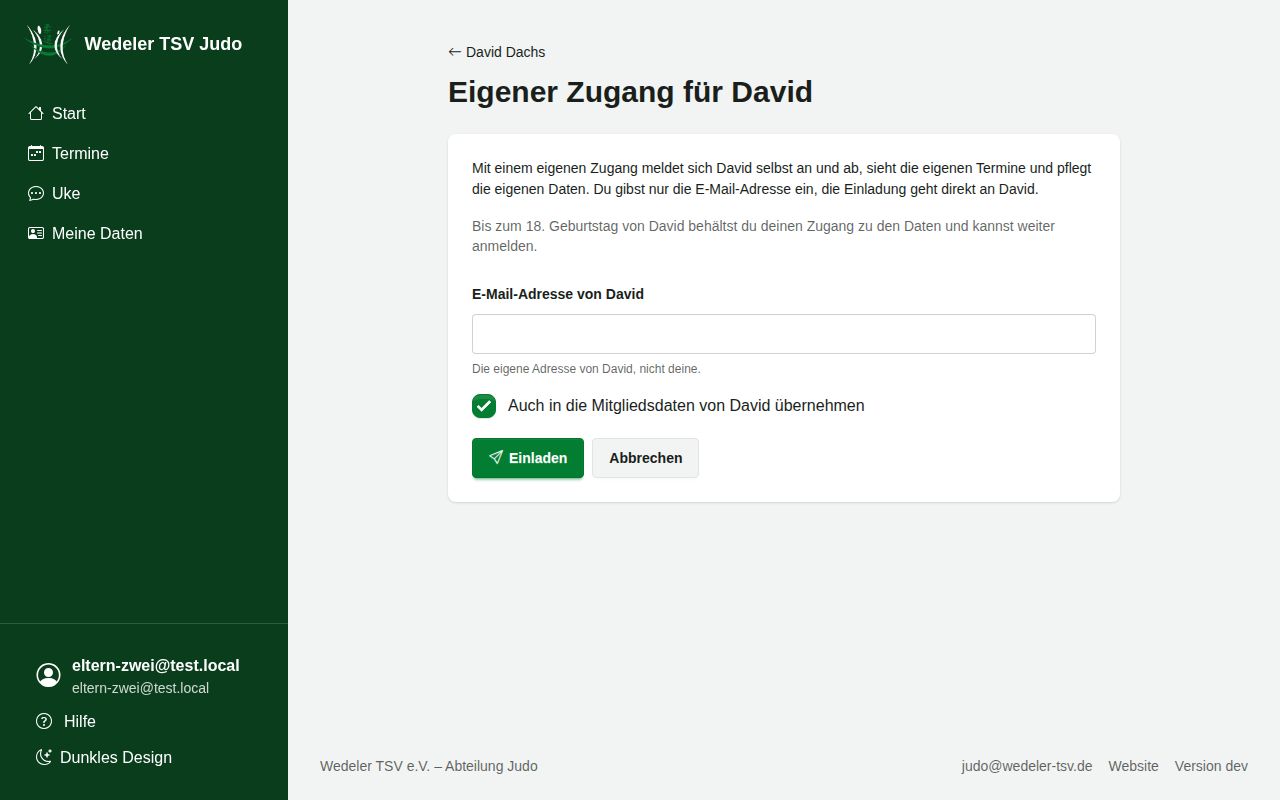 Wedeler TSV Judo
Start
Termine
Uke
Meine Daten
eltern-zwei@test.local
eltern-zwei@test.local
Hilfe
Dunkles Design
← David Dachs
Eigener Zugang für David
Mit einem eigenen Zugang meldet sich David selbst an und ab, sieht die eigenen Termine und pflegt
die eigenen Daten. Du gibst nur die E-Mail-Adresse ein, die Einladung geht direkt an David.
Bis zum 18. Geburtstag von David behältst du deinen Zugang zu den Daten und kannst weiter
anmelden.
E-Mail-Adresse von David
Die eigene Adresse von David, nicht deine.
Auch in die Mitgliedsdaten von David übernehmen
Einladen Abbrechen
Wedeler TSV e.V. – Abteilung Judo judo@wedeler-tsv.de Website Version dev